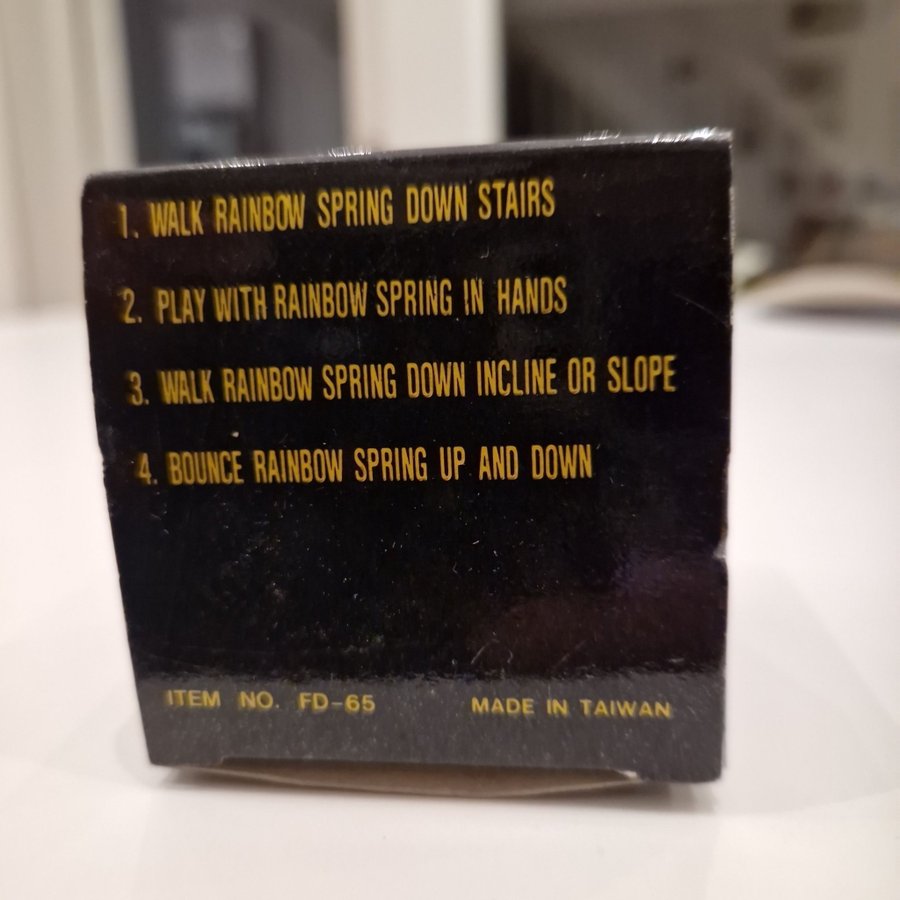 1. WALK RAINBOW SPRING DOWN STAIRS
2. PLAY WITH RAINBOW SPRING IN HANDS
3. WALK RAINBOW SPRING DOWN INCLINE OR SLOPE
4. BOUNCE RAINBOW SPRING UP AND DOWN
ITEM NO. FD-65 MADE IN TAIWAN